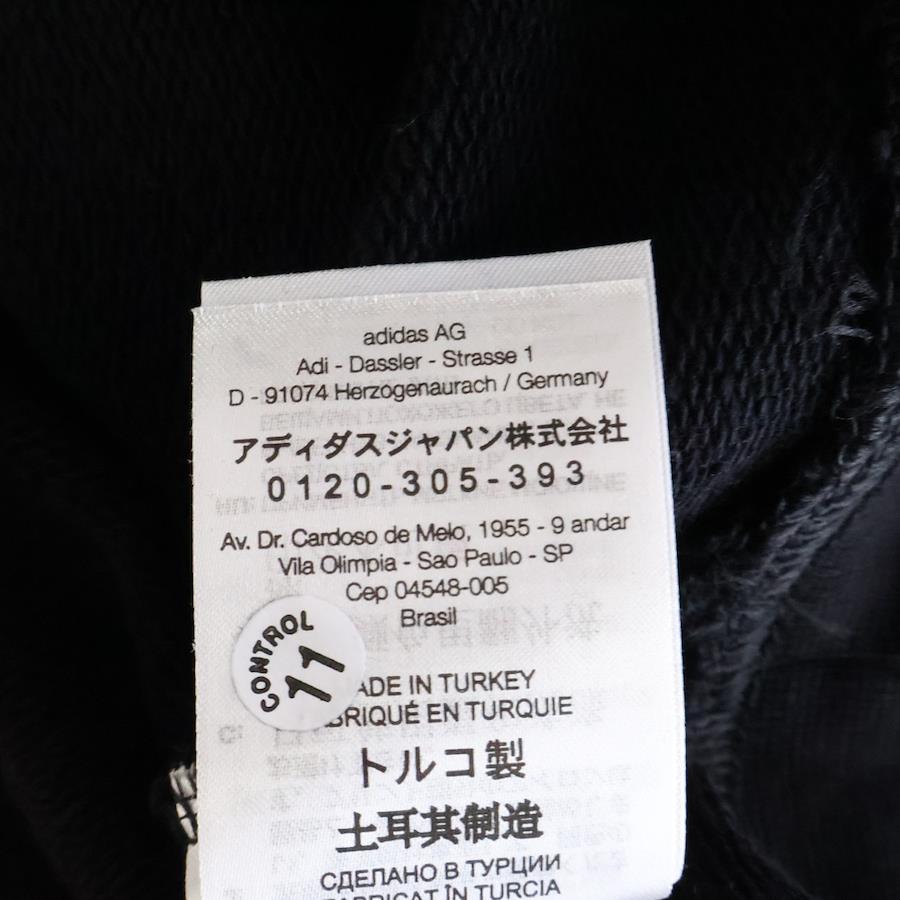 adidas AG
Adi - Dassler - Strasse 1
D - 91074 Herzogenaurach / Germany
アディダスジャパン株式会社
0120-305-393
Av. Dr. Cardoso de Melo, 1955 - 9 andar
Vila Olimpia - Sao Paulo - SP
Cep 04548-005
Brasil
CONTROL
11
ADE IN TURKEY
BRIQUÉ EN TURQUIE
トルコ製
土耳其制造
СДЕЛАНО В ТУРЦИИ
FABRICAT ÎN TURCIA